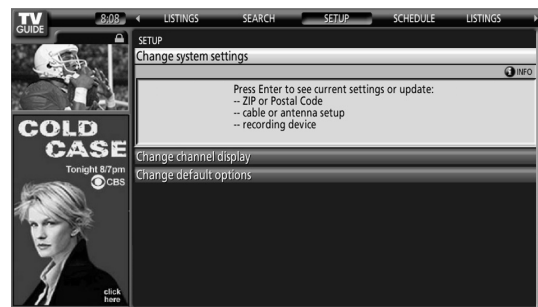 TV
GUIDE
8:08
LISTINGS SEARCH SETUP SCHEDULE LISTINGS
SETUP
Change system settings
i INFO
Press Enter to see current settings or update:
-- ZIP or Postal Code
-- cable or antenna setup
-- recording device
Change channel display
Change default options
COLD
CASE
Tonight 8/7pm
CBS
click
here